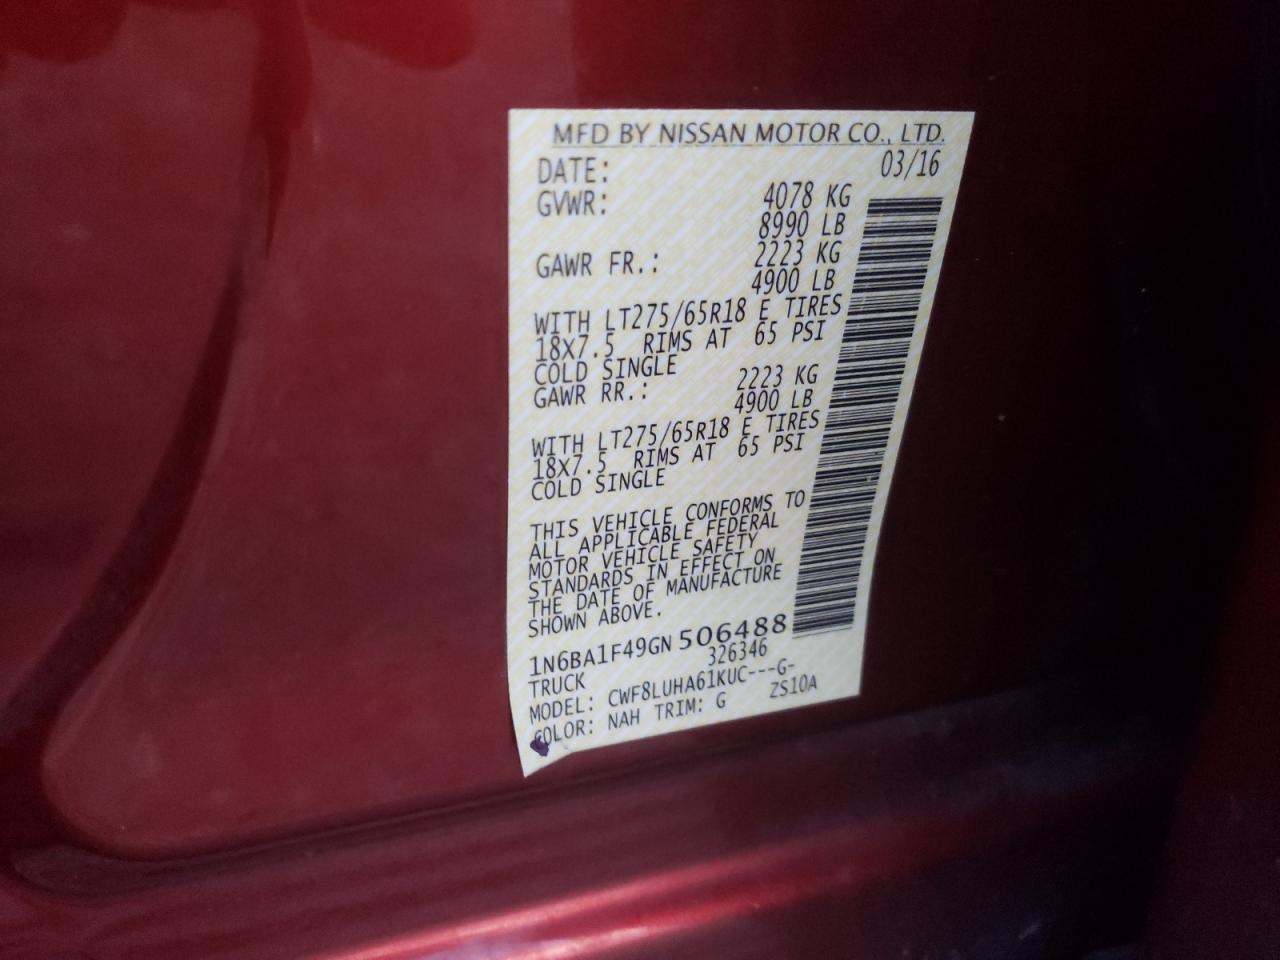 MFD BY NISSAN MOTOR CO., LTD.
DATE: 03/16
GVWR: 4078 KG
8990 LB
GAWR FR.: 2223 KG
4900 LB
WITH LT275/65R18 E TIRES
18X7.5 RIMS AT 65 PSI
COLD SINGLE
GAWR RR.: 2223 KG
4900 LB
WITH LT275/65R18 E TIRES
18X7.5 RIMS AT 65 PSI
COLD SINGLE
THIS VEHICLE CONFORMS TO
ALL APPLICABLE FEDERAL
MOTOR VEHICLE SAFETY
STANDARDS IN EFFECT ON
THE DATE OF MANUFACTURE
SHOWN ABOVE.
1N6BA1F49GN 506488
TRUCK 326346
MODEL: CWF8LUHA61KUC---G-
COLOR: NAH TRIM: G ZS10A